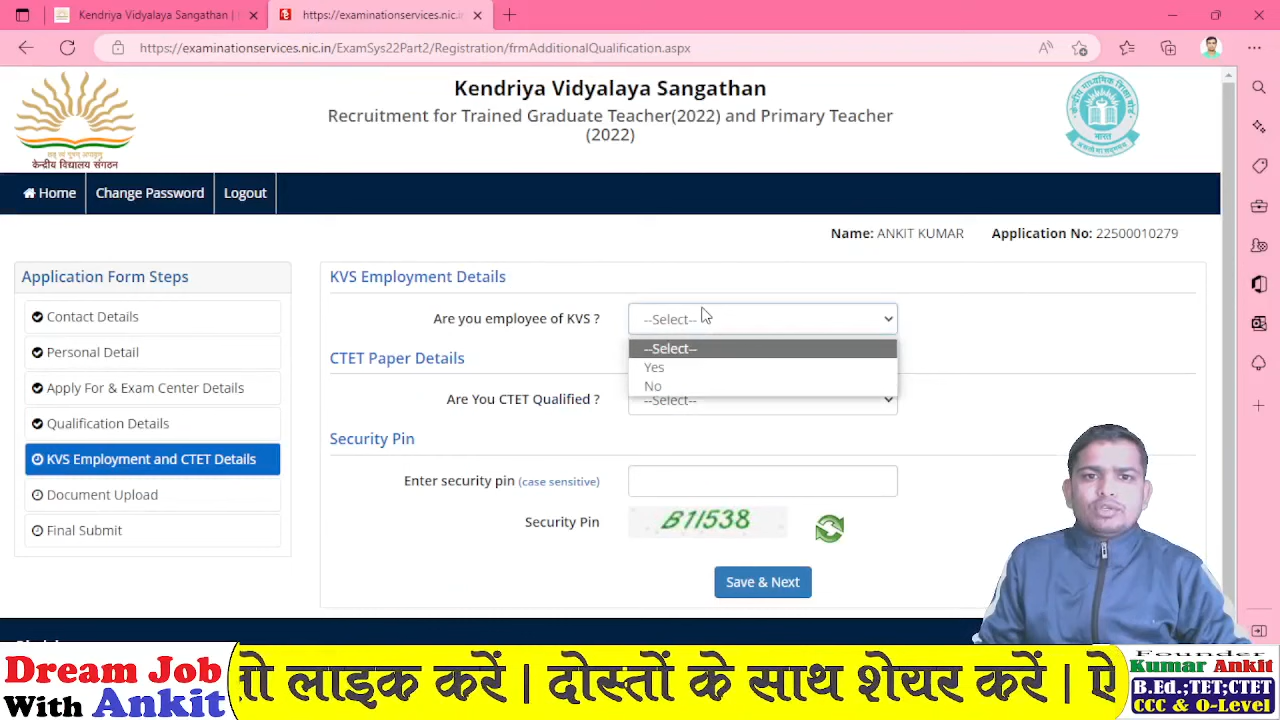 Kendriya Vidyalaya Sangathan |
https://examinationservices.nic.i
https://examinationservices.nic.in/ExamSys22Part2/Registration/frmAdditionalQualification.aspx
केन्द्रीय विद्यालय संगठन
Kendriya Vidyalaya Sangathan
Recruitment for Trained Graduate Teacher(2022) and Primary Teacher
(2022)
भारत
Home
Change Password
Logout
Name: ANKIT KUMAR
Application No: 22500010279
Application Form Steps
Contact Details
Personal Detail
Apply For & Exam Center Details
Qualification Details
KVS Employment and CTET Details
Document Upload
Final Submit
KVS Employment Details
Are you employee of KVS ?
--Select--
--Select--
Yes
No
CTET Paper Details
Are You CTET Qualified ?
--Select--
Security Pin
Enter security pin (case sensitive)
Security Pin
Save & Next
Dream Job
With Ankit
लाइक करें | दोस्तों के साथ शेयर करें | ऐ
Founder
Kumar Ankit
B.Ed.;TET;CTET
CCC & O-Level